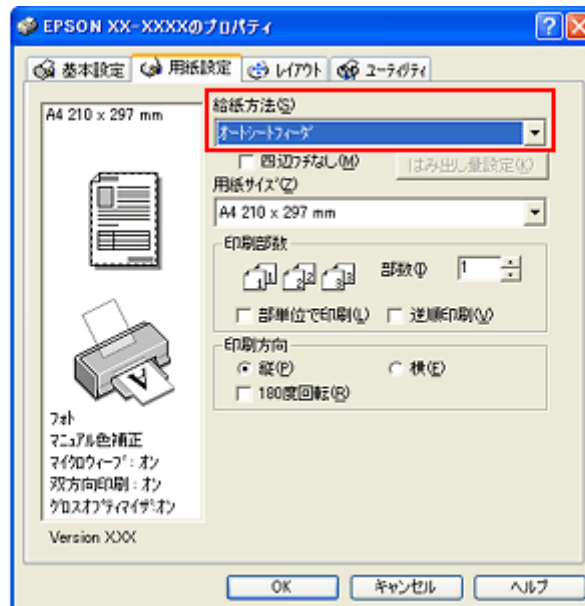 EPSON XX-XXXXのプロパティ
基本設定 用紙設定 レイアウト ユーティリティ
A4 210 x 297 mm
給紙方法(S)
オートシートフィーダ
四辺フチなし(M) はみ出し量設定(K)
用紙サイズ(Z)
A4 210 x 297 mm
印刷部数
部数(I) 1
部単位で印刷(L) 逆順印刷(V)
印刷方向
縦(P) 横(E)
180度回転(R)
フォト
マニュアル色補正
マイクロウィーブ:オン
双方向印刷:オン
グロスオプティマイザ:オン
Version XXX
OK キャンセル ヘルプ